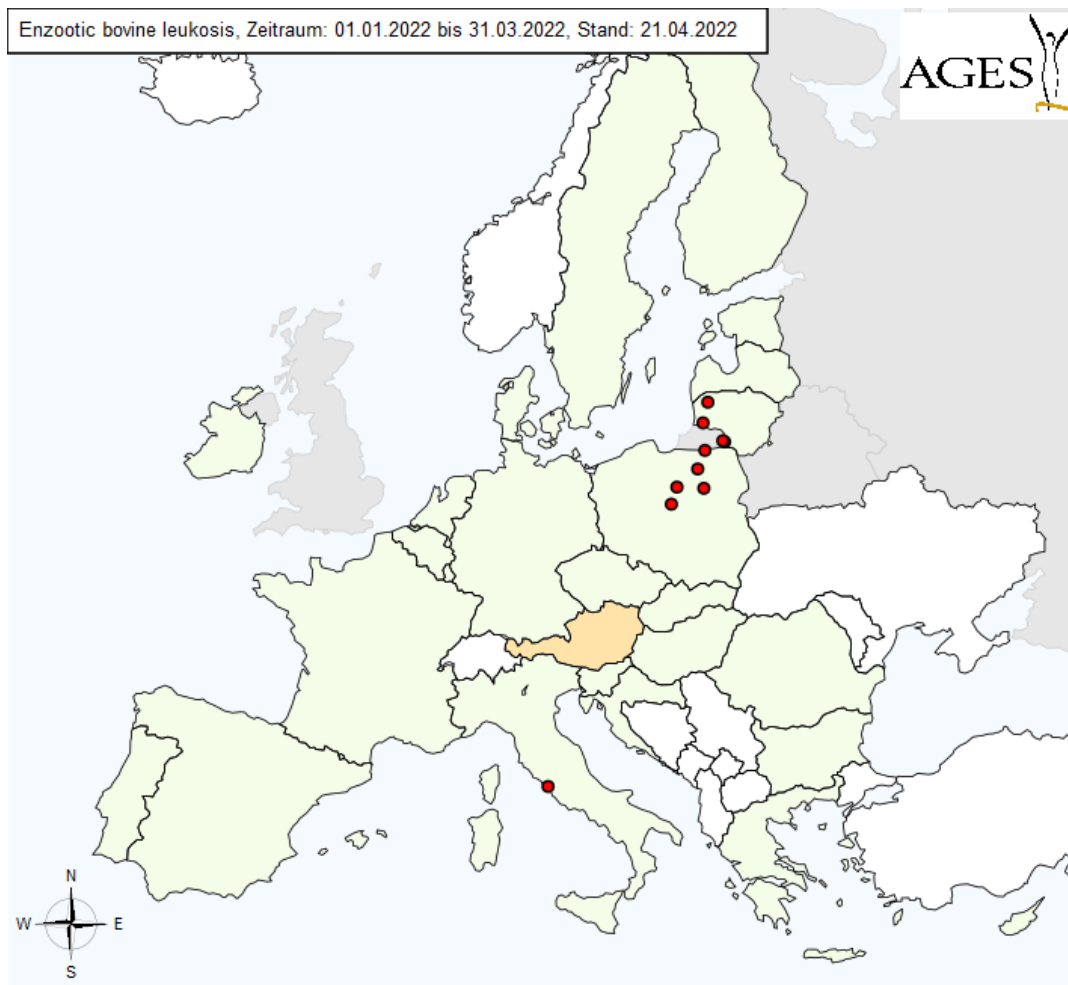 Enzootic bovine leukosis, Zeitraum: 01.01.2022 bis 31.03.2022, Stand: 21.04.2022
AGES
N
W E
S